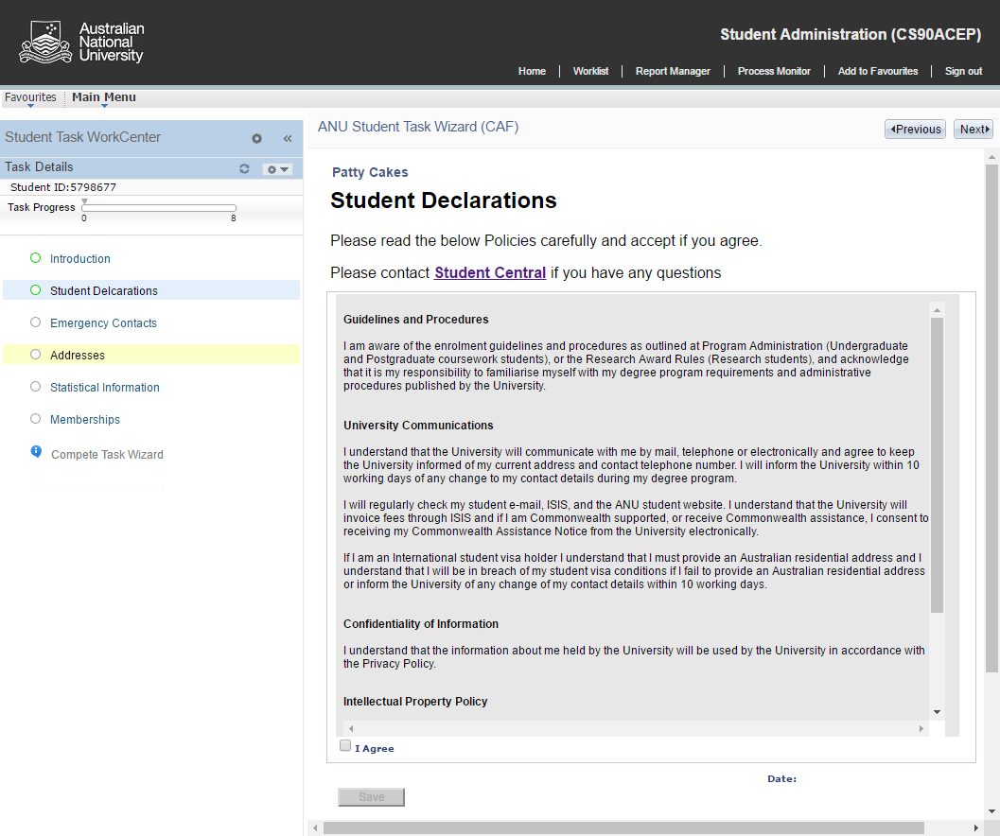 Australian
National
University
Student Administration (CS90ACEP)
Home
Worklist
Report Manager
Process Monitor
Add to Favourites
Sign out
Favourites
Main Menu
Student Task WorkCenter
«
Task Details
Student ID:5798677
Task Progress
0
8
Introduction
Student Delcarations
Emergency Contacts
Addresses
Statistical Information
Memberships
Compete Task Wizard
ANU Student Task Wizard (CAF)
Previous
Next
Patty Cakes
Student Declarations
Please read the below Policies carefully and accept if you agree.
Please contact Student Central if you have any questions
Guidelines and Procedures
I am aware of the enrolment guidelines and procedures as outlined at Program Administration (Undergraduate
and Postgraduate coursework students), or the Research Award Rules (Research students), and acknowledge
that it is my responsibility to familiarise myself with my degree program requirements and administrative
procedures published by the University.
University Communications
I understand that the University will communicate with me by mail, telephone or electronically and agree to keep
the University informed of my current address and contact telephone number. I will inform the University within 10
working days of any change to my contact details during my degree program.
I will regularly check my student e-mail, ISIS, and the ANU student website. I understand that the University will
invoice fees through ISIS and if I am Commonwealth supported, or receive Commonwealth assistance, I consent to
receiving my Commonwealth Assistance Notice from the University electronically.
If I am an International student visa holder I understand that I must provide an Australian residential address and I
understand that I will be in breach of my student visa conditions if I fail to provide an Australian residential address
or inform the University of any change of my contact details within 10 working days.
Confidentiality of Information
I understand that the information about me held by the University will be used by the University in accordance with
the Privacy Policy.
Intellectual Property Policy
I Agree
Date:
Save